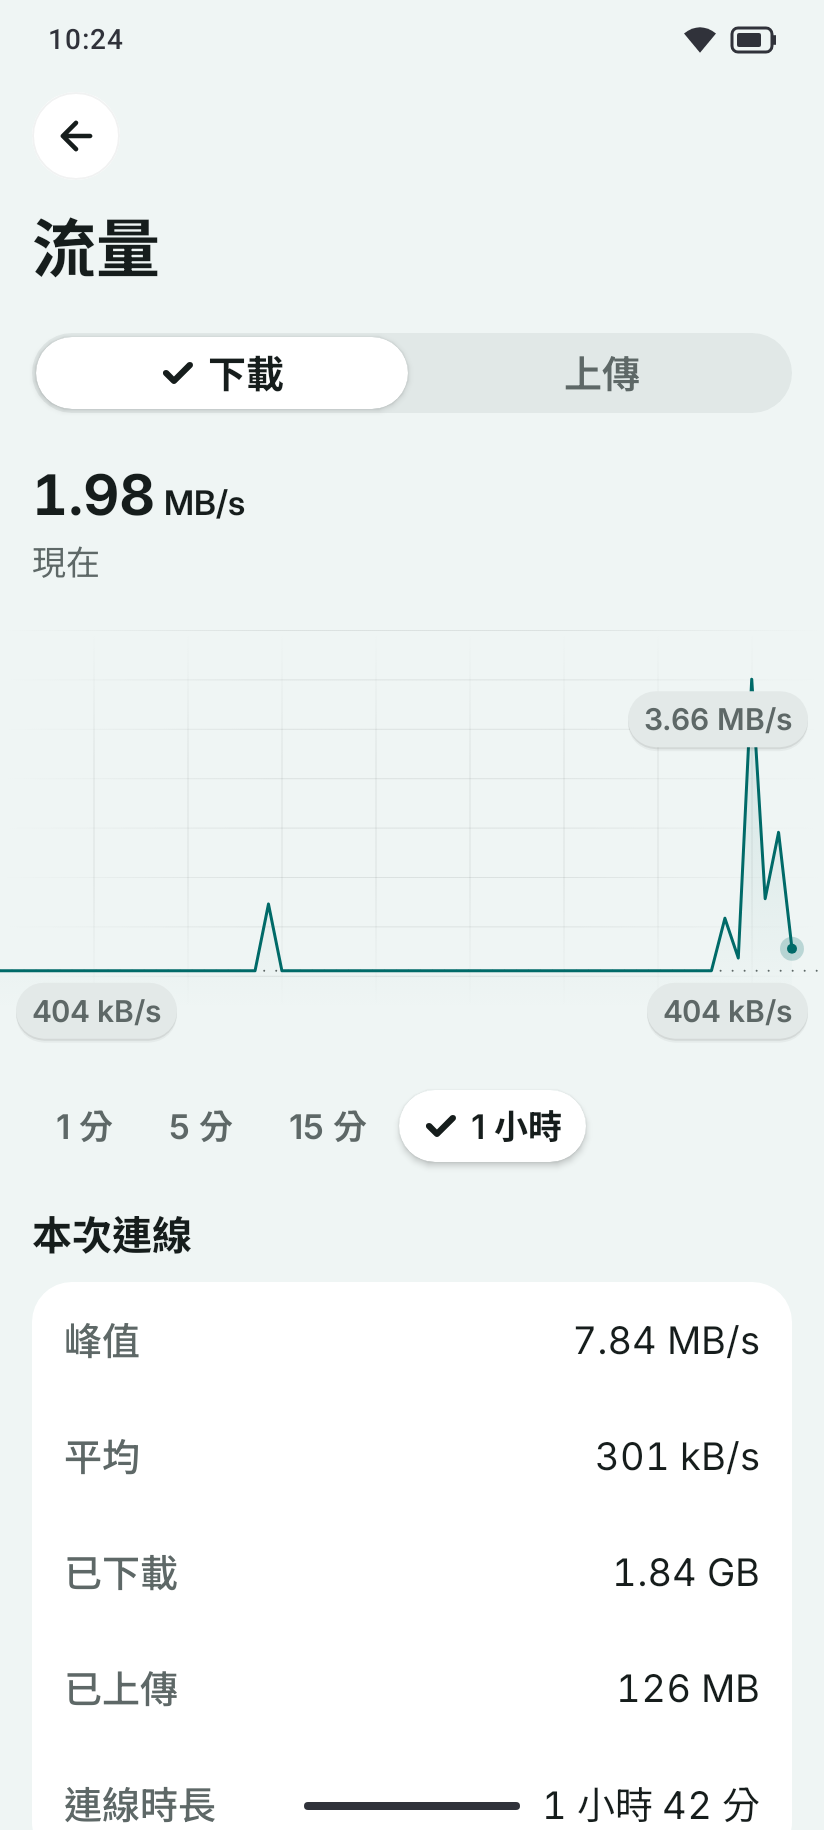 10:24
流量
下載
上傳
1.98 MB/s
現在
3.66 MB/s
404 kB/s
404 kB/s
1 分
5 分
15 分
1 小時
本次連線
峰值
7.84 MB/s
平均
301 kB/s
已下載
1.84 GB
已上傳
126 MB
連線時長
1 小時 42 分